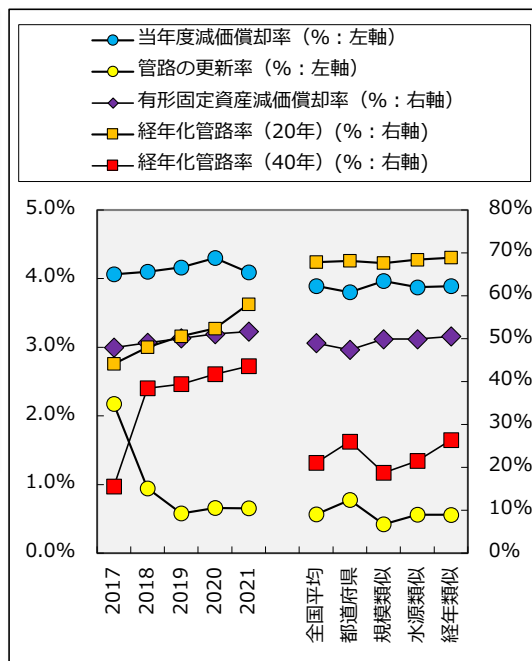 当年度減価償却率（%：左軸）
管路の更新率（%：左軸）
有形固定資産減価償却率（%：右軸）
経年化管路率（20年）(%：右軸)
経年化管路率（40年）(%：右軸)
5.0%
4.0%
3.0%
2.0%
1.0%
0.0%
80%
70%
60%
50%
40%
30%
20%
10%
0%
2017
2018
2019
2020
2021
全国平均
都道府県
規模類似
水源類似
経年類似